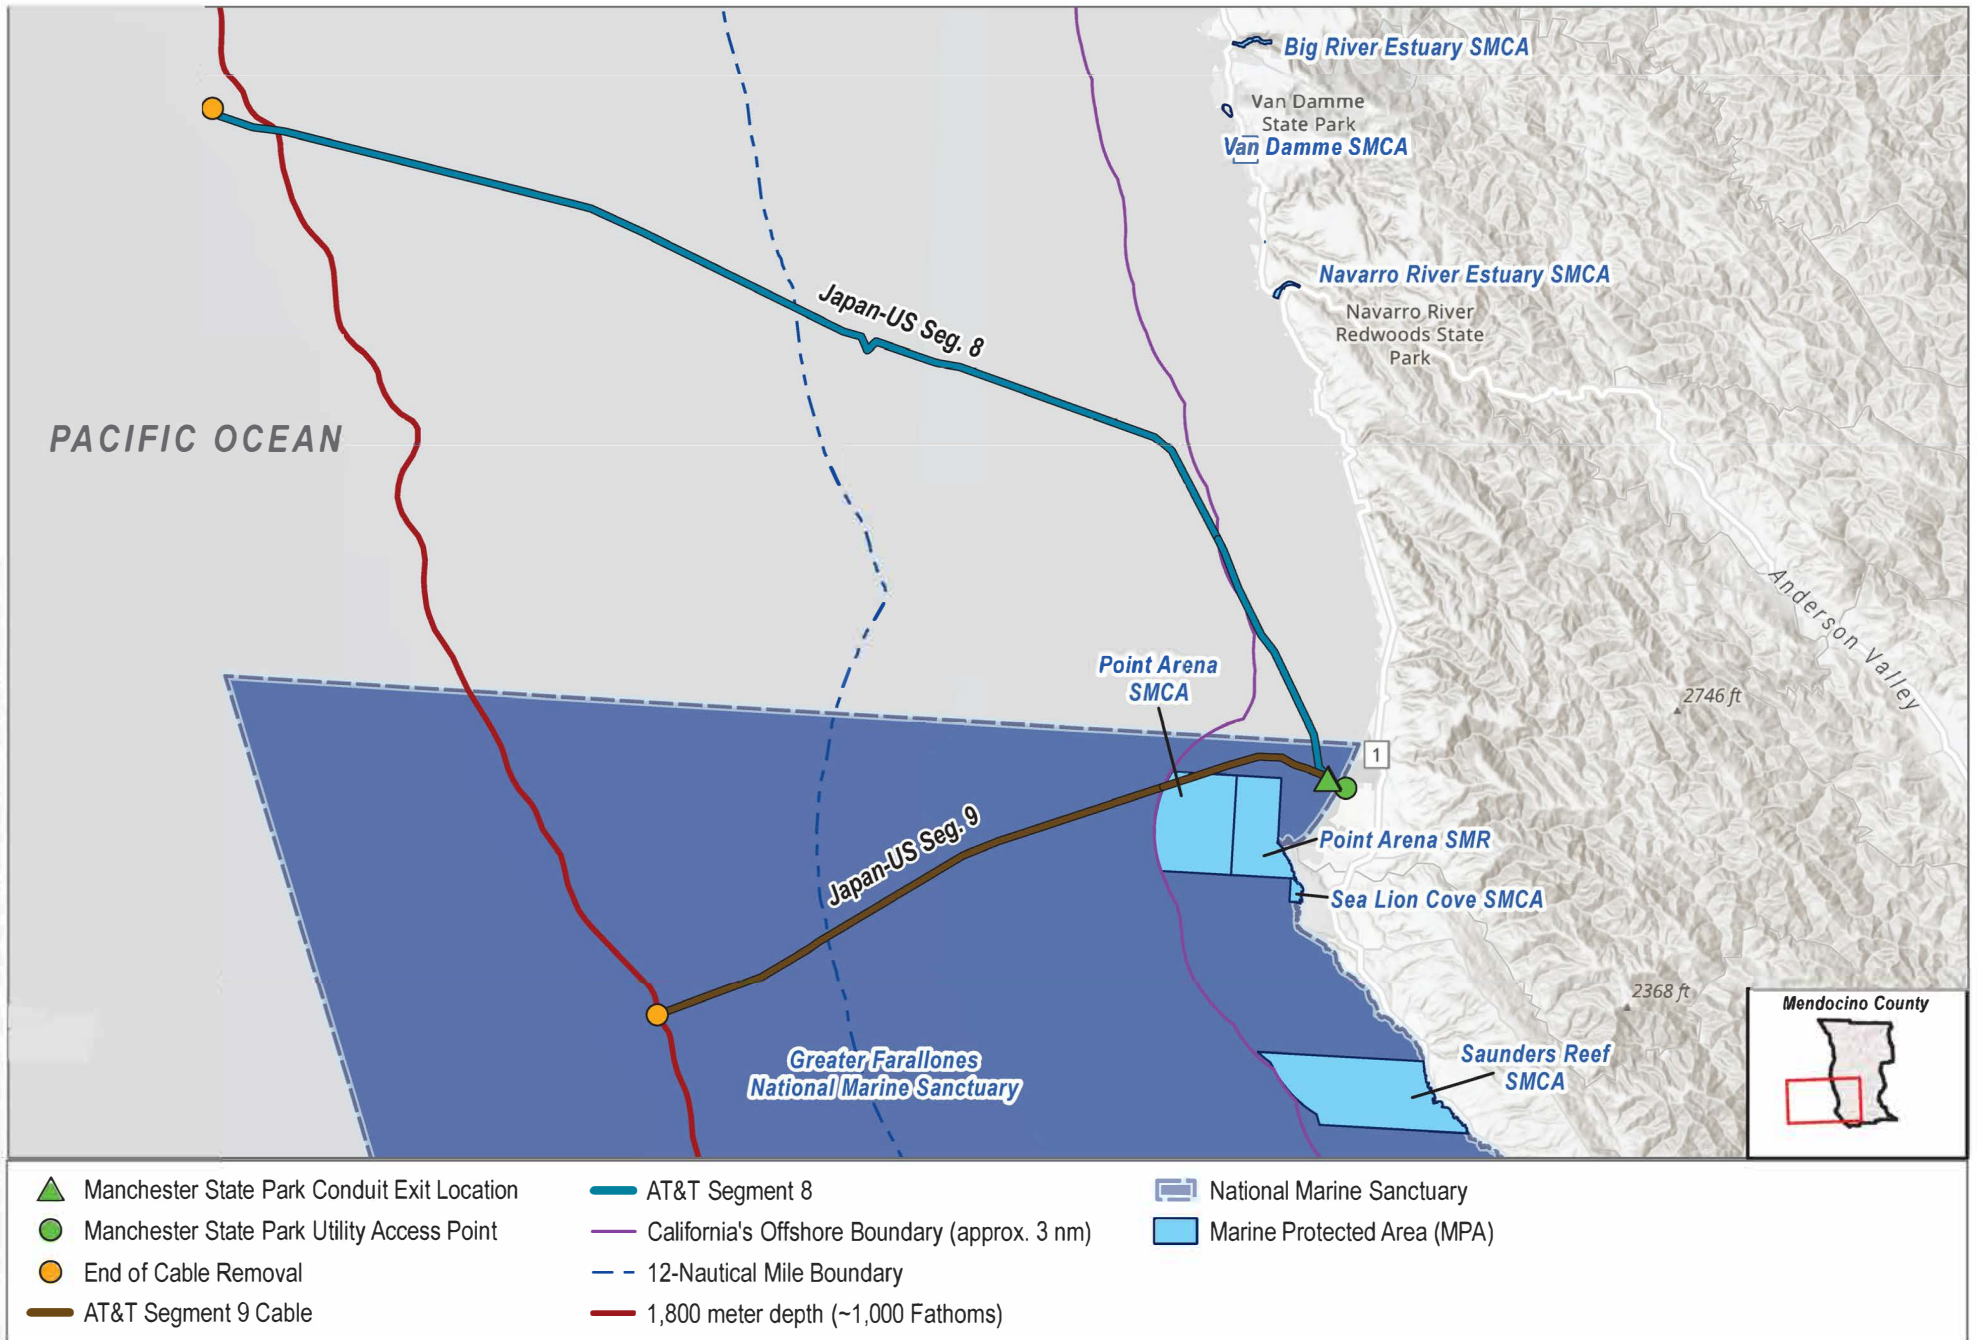 Big River Estuary SMCA
Van Damme
State Park
Van Damme SMCA
Navarro River Estuary SMCA
Navarro River
Redwoods State
Park
Japan-US Seg. 8
PACIFIC OCEAN
Anderson Valley
Point Arena
SMCA
2746 ft
1
Japan-US Seg. 9
Point Arena SMR
Sea Lion Cove SMCA
2368 ft
Mendocino County
Greater Farallones
National Marine Sanctuary
Saunders Reef
SMCA
Manchester State Park Conduit Exit Location
Manchester State Park Utility Access Point
End of Cable Removal
AT&T Segment 9 Cable
AT&T Segment 8
California's Offshore Boundary (approx. 3 nm)
12-Nautical Mile Boundary
1,800 meter depth (~1,000 Fathoms)
National Marine Sanctuary
Marine Protected Area (MPA)